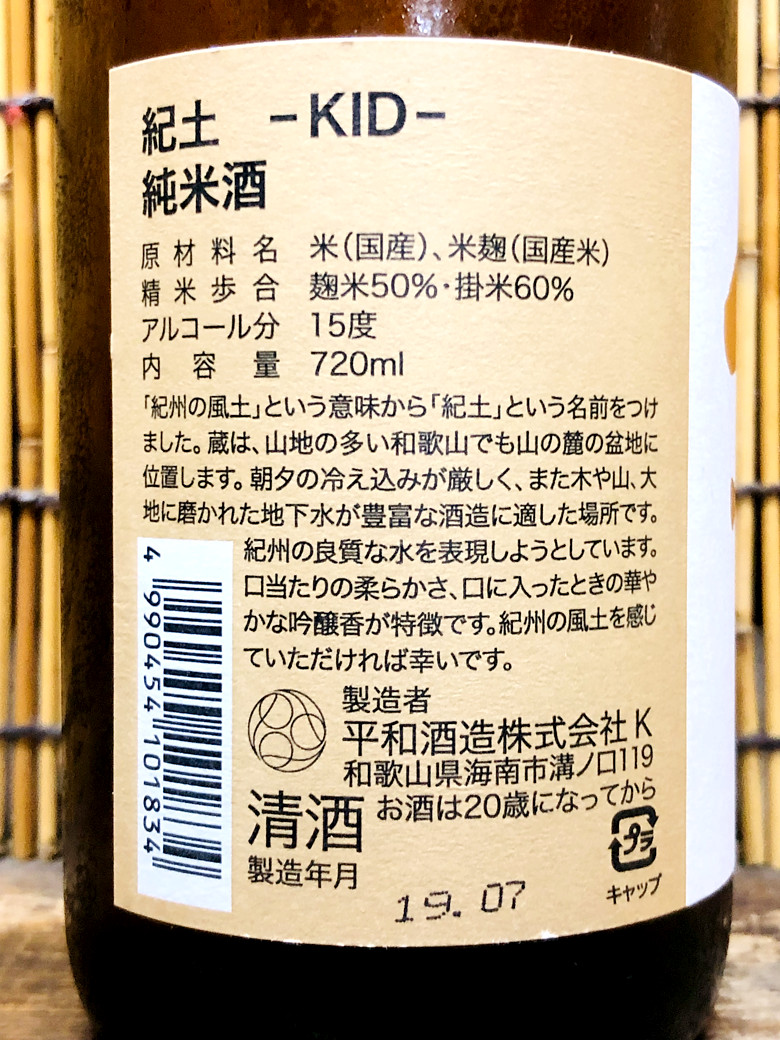 紀土 -KID-
純米酒
原材料名 米(国産)、米麹(国産米)
精米歩合 麹米50%・掛米60%
アルコール分 15度
内容量 720ml
「紀州の風土」という意味から「紀土」という名前をつけ
ました。蔵は、山地の多い和歌山でも山の麓の盆地に
位置します。朝夕の冷え込みが厳しく、また木や山、大
地に磨かれた地下水が豊富な酒造に適した場所です。
紀州の良質な水を表現しようとしています。
口当たりの柔らかさ、口に入ったときの華や
かな吟醸香が特徴です。紀州の風土を感じ
ていただければ幸いです。
製造者
平和酒造株式会社K
和歌山県海南市溝ノ口119
清酒 お酒は20歳になってから
プラ
キャップ
製造年月
19.07
4 990454 101834